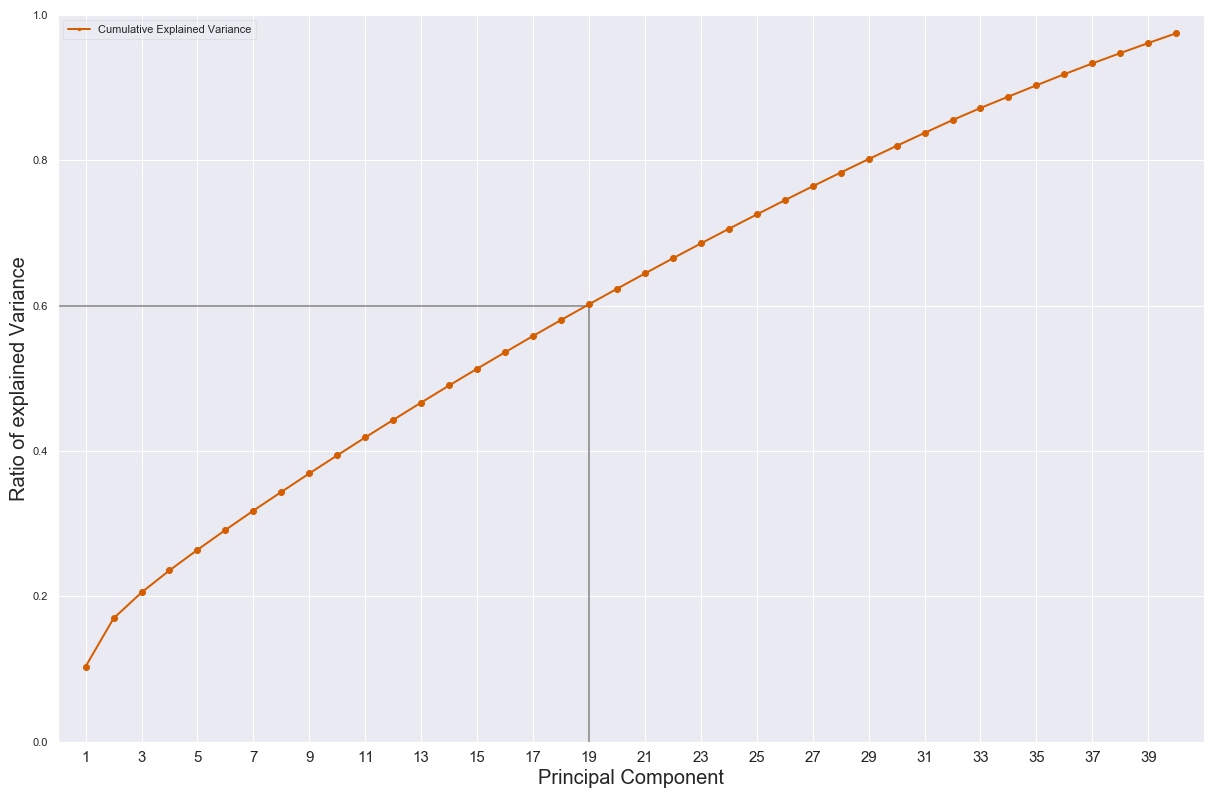 Cumulative Explained Variance
Ratio of explained Variance
1.0
0.8
0.6
0.4
0.2
0.0
1 3 5 7 9 11 13 15 17 19 21 23 25 27 29 31 33 35 37 39
Principal Component